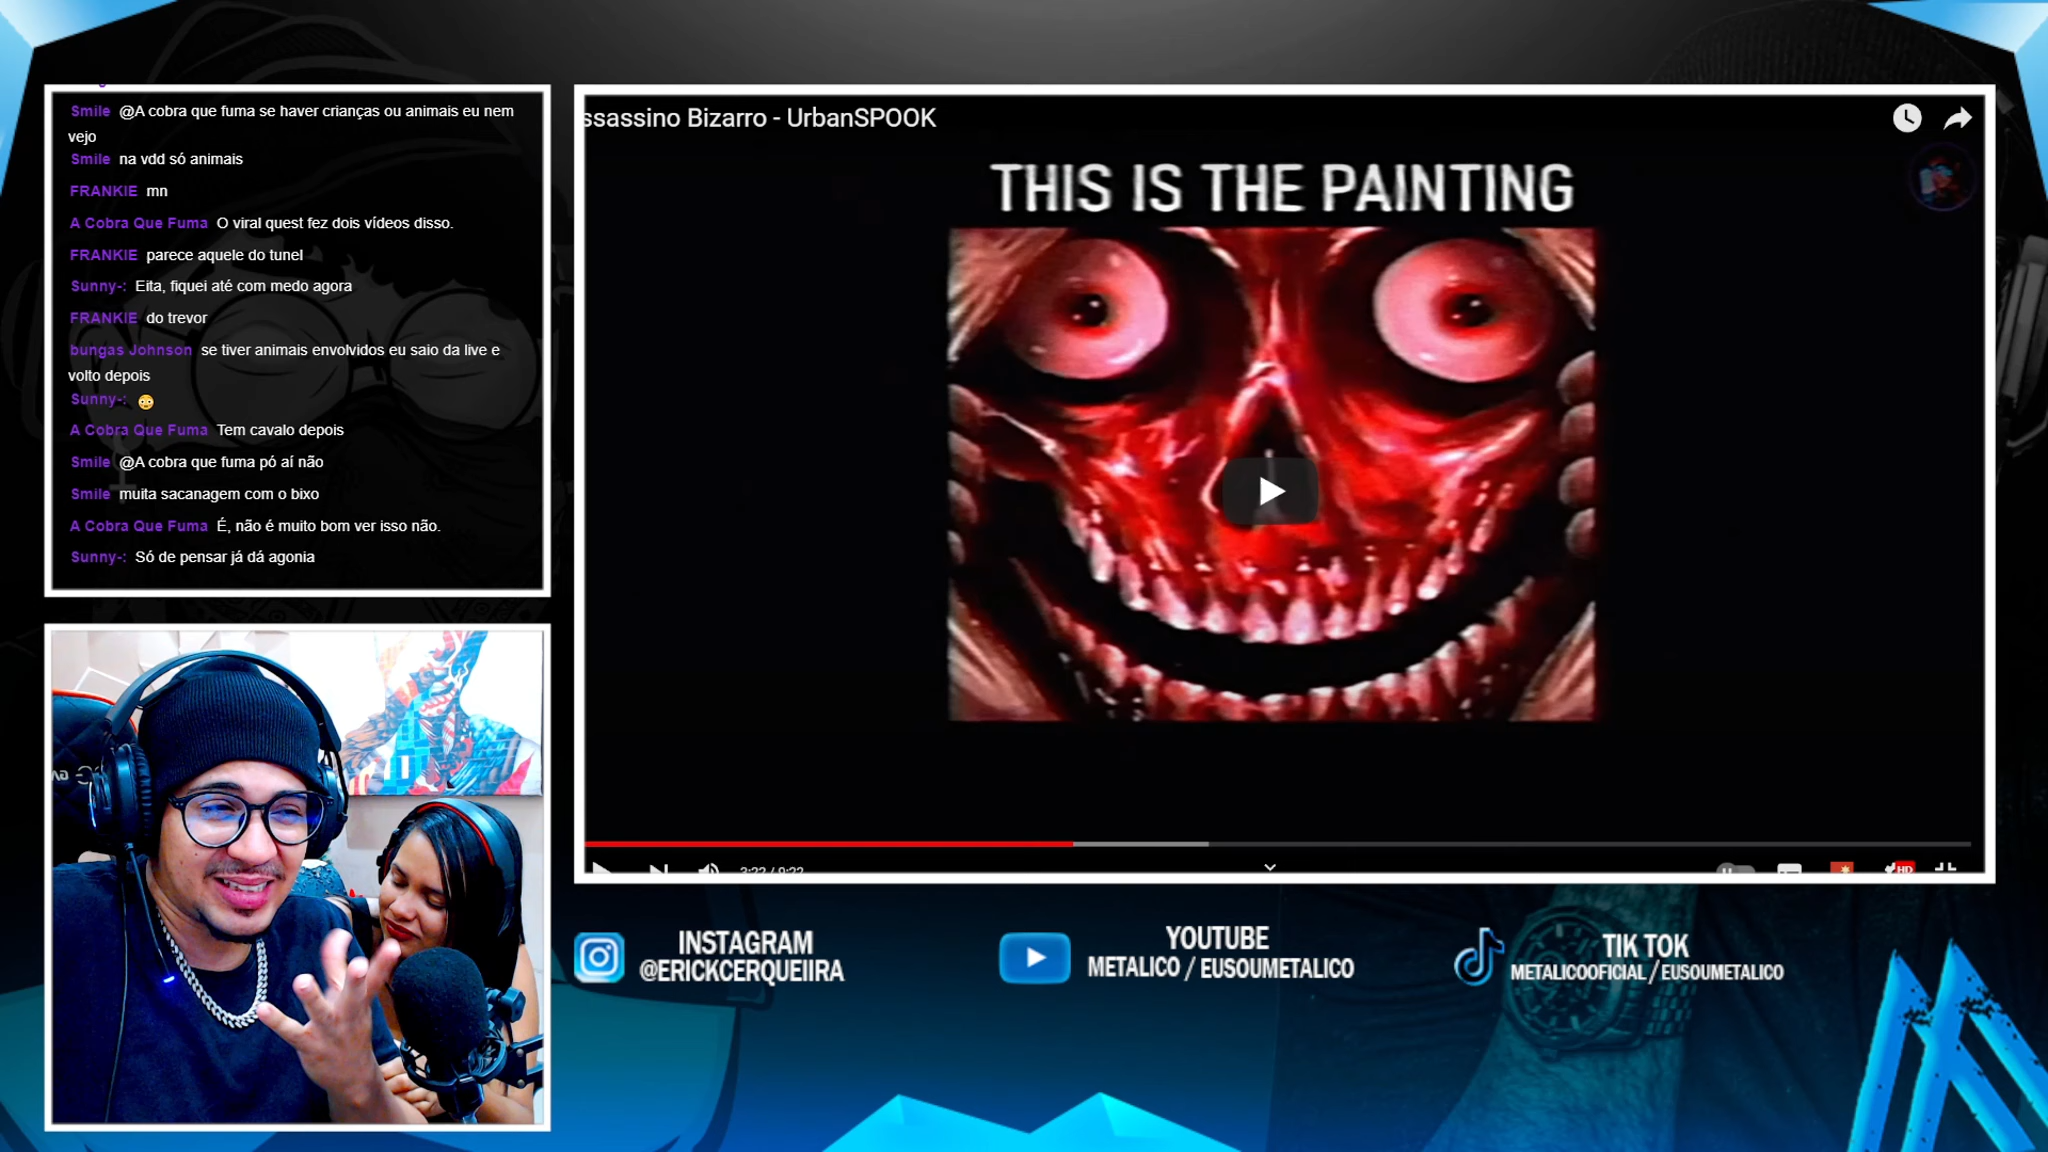 Smile @A cobra que fuma se haver crianças ou animais eu nem
vejo
Smile na vdd só animais
FRANKIE mn
A Cobra Que Fuma O viral quest fez dois vídeos disso.
FRANKIE parece aquele do tunel
Sunny-: Eita, fiquei até com medo agora
FRANKIE do trevor
bungas Johnson se tiver animais envolvidos eu saio da live e
volto depois
Sunny-: 😳
A Cobra Que Fuma Tem cavalo depois
Smile @A cobra que fuma pó aí não
Smile muita sacanagem com o bixo
A Cobra Que Fuma É, não é muito bom ver isso não.
Sunny-: Só de pensar já dá agonia
ssassino Bizarro - UrbanSPOOK
THIS IS THE PAINTING
3:22 / 9:22
HD
INSTAGRAM
@ERICKCERQUEIIRA
YOUTUBE
METALICO / EUSOUMETALICO
TIK TOK
METALICOOFICIAL / EUSOUMETALICO